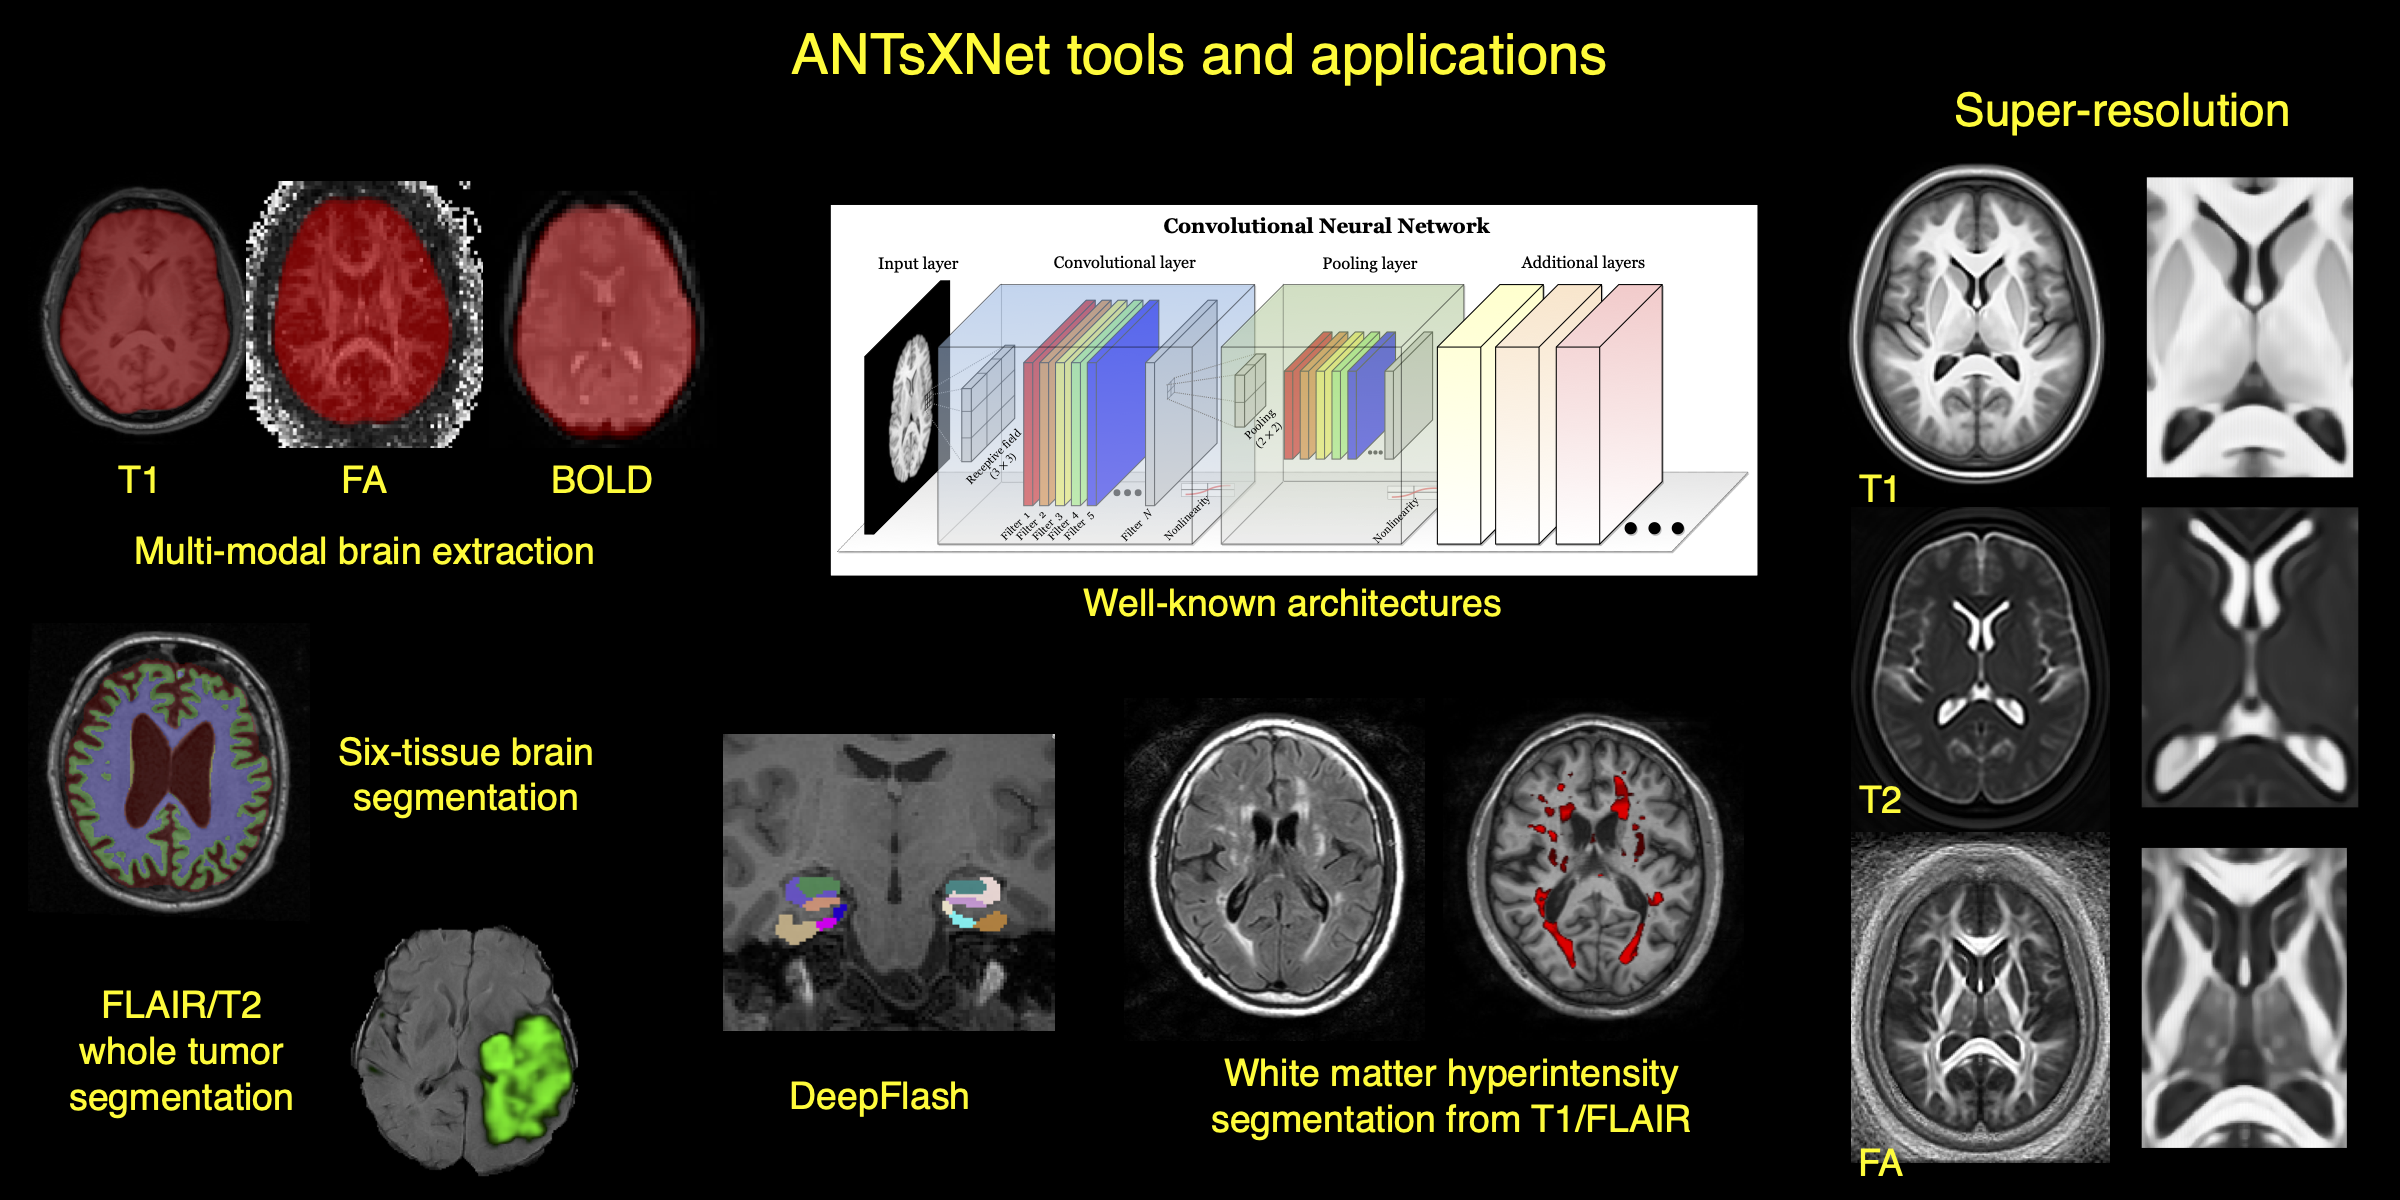 ANTsXNet tools and applications
Super-resolution
T1
FA
BOLD
Multi-modal brain extraction
Convolutional Neural Network
Input layer
Convolutional layer
Pooling layer
Additional layers
Receptive field
(3 × 3)
Filter 1
Filter 2
Filter 3
Filter 4
Filter 5
Filter N
Nonlinearity
Pooling
(2 × 2)
Nonlinearity
Well-known architectures
Six-tissue brain
segmentation
FLAIR/T2
whole tumor
segmentation
DeepFlash
White matter hyperintensity
segmentation from T1/FLAIR
T1
T2
FA